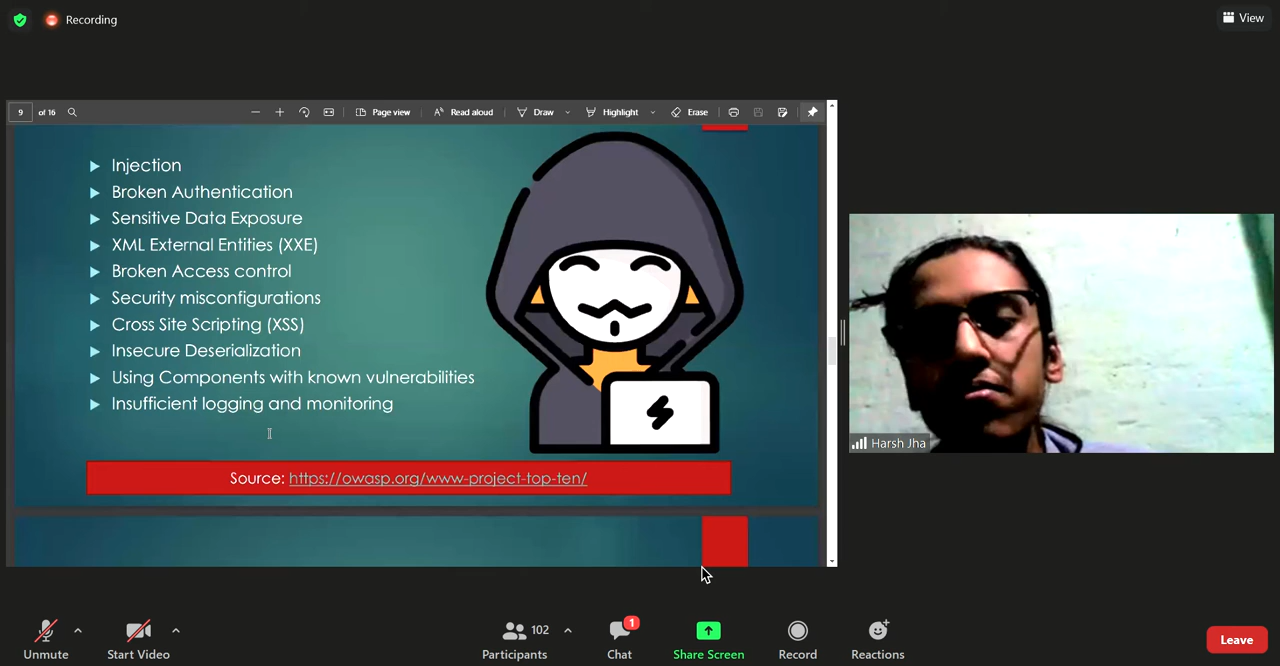 Recording
View
9 of 16
Page view
Read aloud
Draw
Highlight
Erase
Injection
Broken Authentication
Sensitive Data Exposure
XML External Entities (XXE)
Broken Access control
Security misconfigurations
Cross Site Scripting (XSS)
Insecure Deserialization
Using Components with known vulnerabilities
Insufficient logging and monitoring
Source: https://owasp.org/www-project-top-ten/
Harsh Jha
Unmute
Start Video
102
Participants
1
Chat
Share Screen
Record
Reactions
Leave